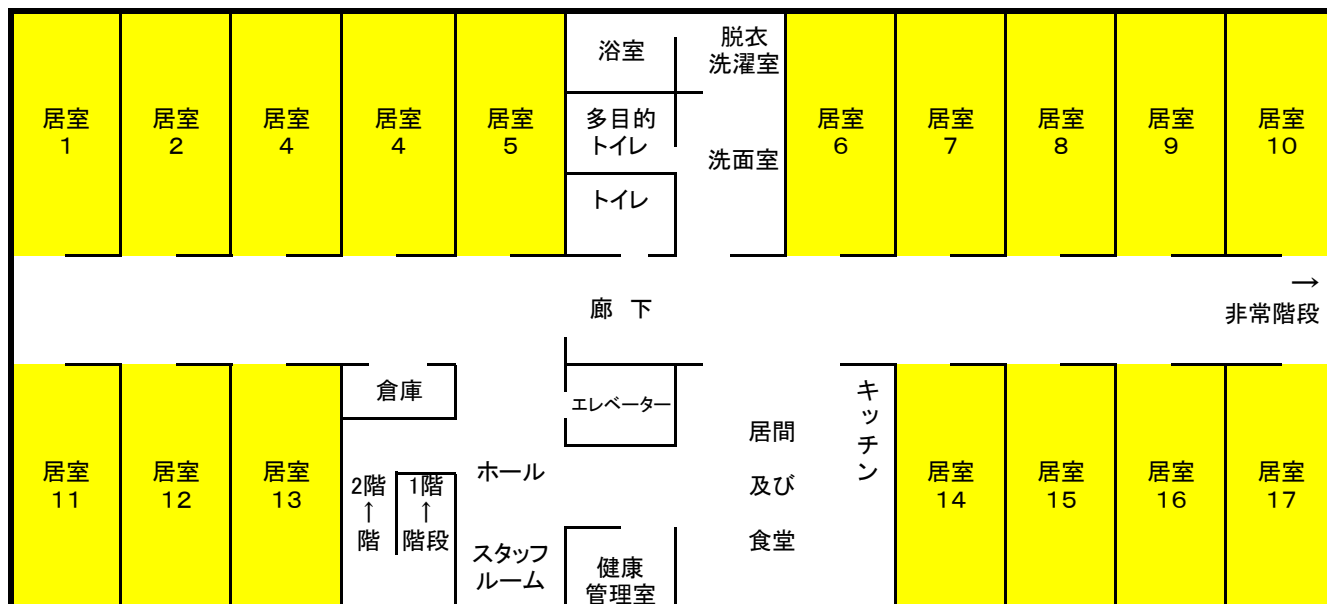 居室
1
居室
2
居室
4
居室
4
居室
5
浴室
多目的
トイレ
トイレ
脱衣
洗濯室
洗面室
居室
6
居室
7
居室
8
居室
9
居室
10
廊 下
→
非常階段
居室
11
居室
12
居室
13
倉庫
2階
↑
階
1階
↑
階段
ホール
スタッフ
ルーム
エレベーター
健康
管理室
居間
及び
食堂
キッチン
居室
14
居室
15
居室
16
居室
17